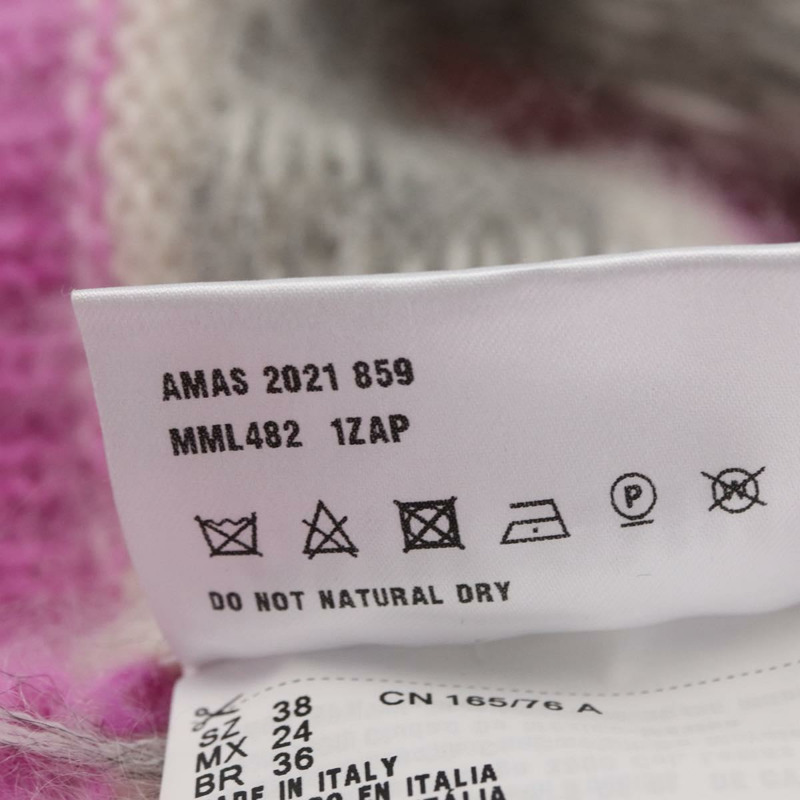 AMAS 2021 859
MML482 1ZAP
P W
DO NOT NATURAL DRY
CN 165/76 A
SZ 38
MX 24
BR 36
MADE IN ITALY
EN ITALIA